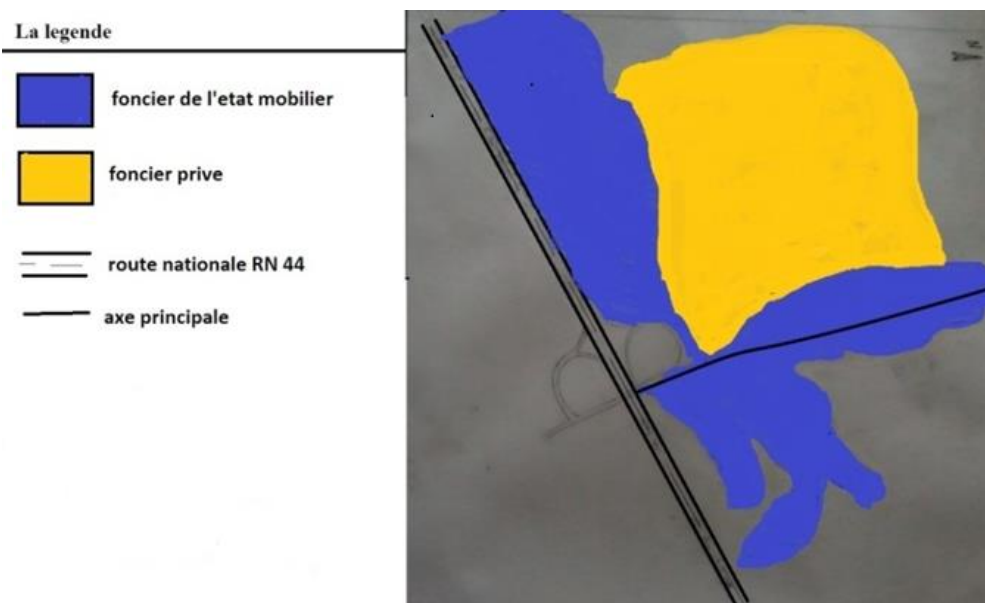 La legende
foncier de l'etat mobilier
foncier prive
route nationale RN 44
axe principale